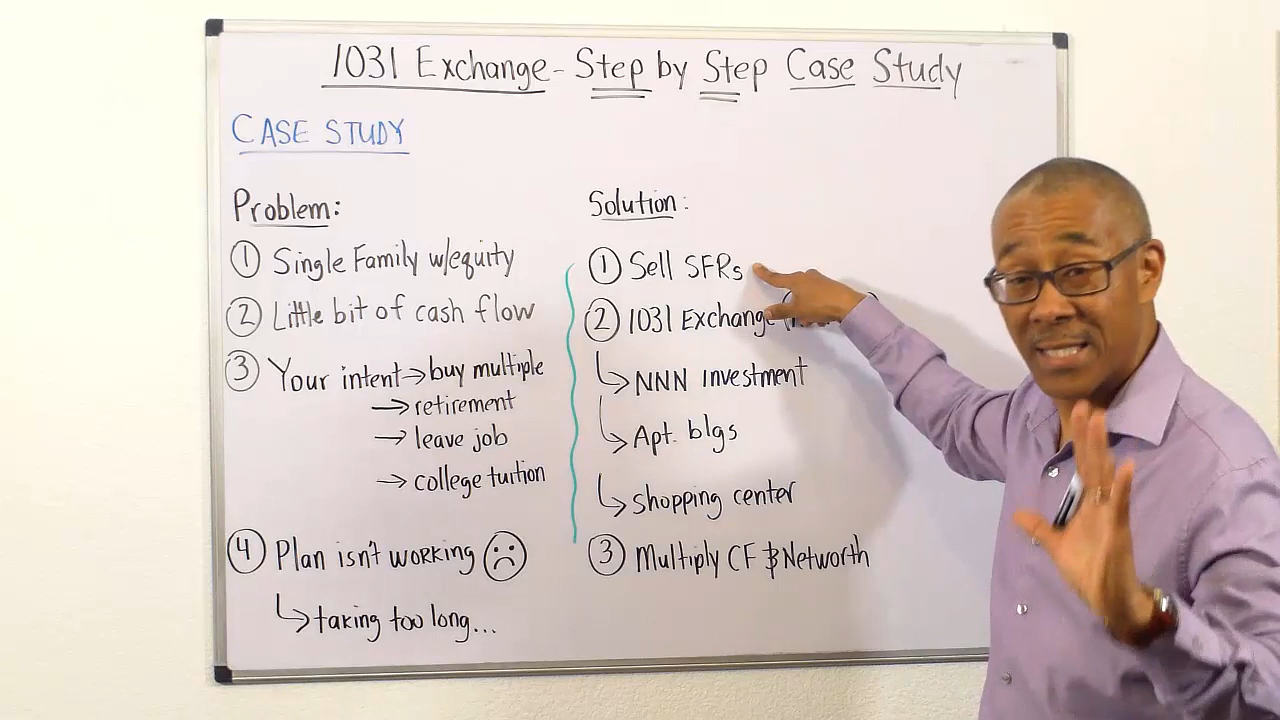 1031 Exchange - Step by Step Case Study
CASE STUDY
Problem:
① Single Family w/equity
② Little bit of cash flow
③ Your intent → buy multiple
→ retirement
→ leave job
→ college tuition
④ Plan isn't working ☹
↳ taking too long...
Solution:
① Sell SFRs
② 1031 Exchange
↳ NNN investment
↳ Apt. blgs
↳ shopping center
③ Multiply CF & Networth